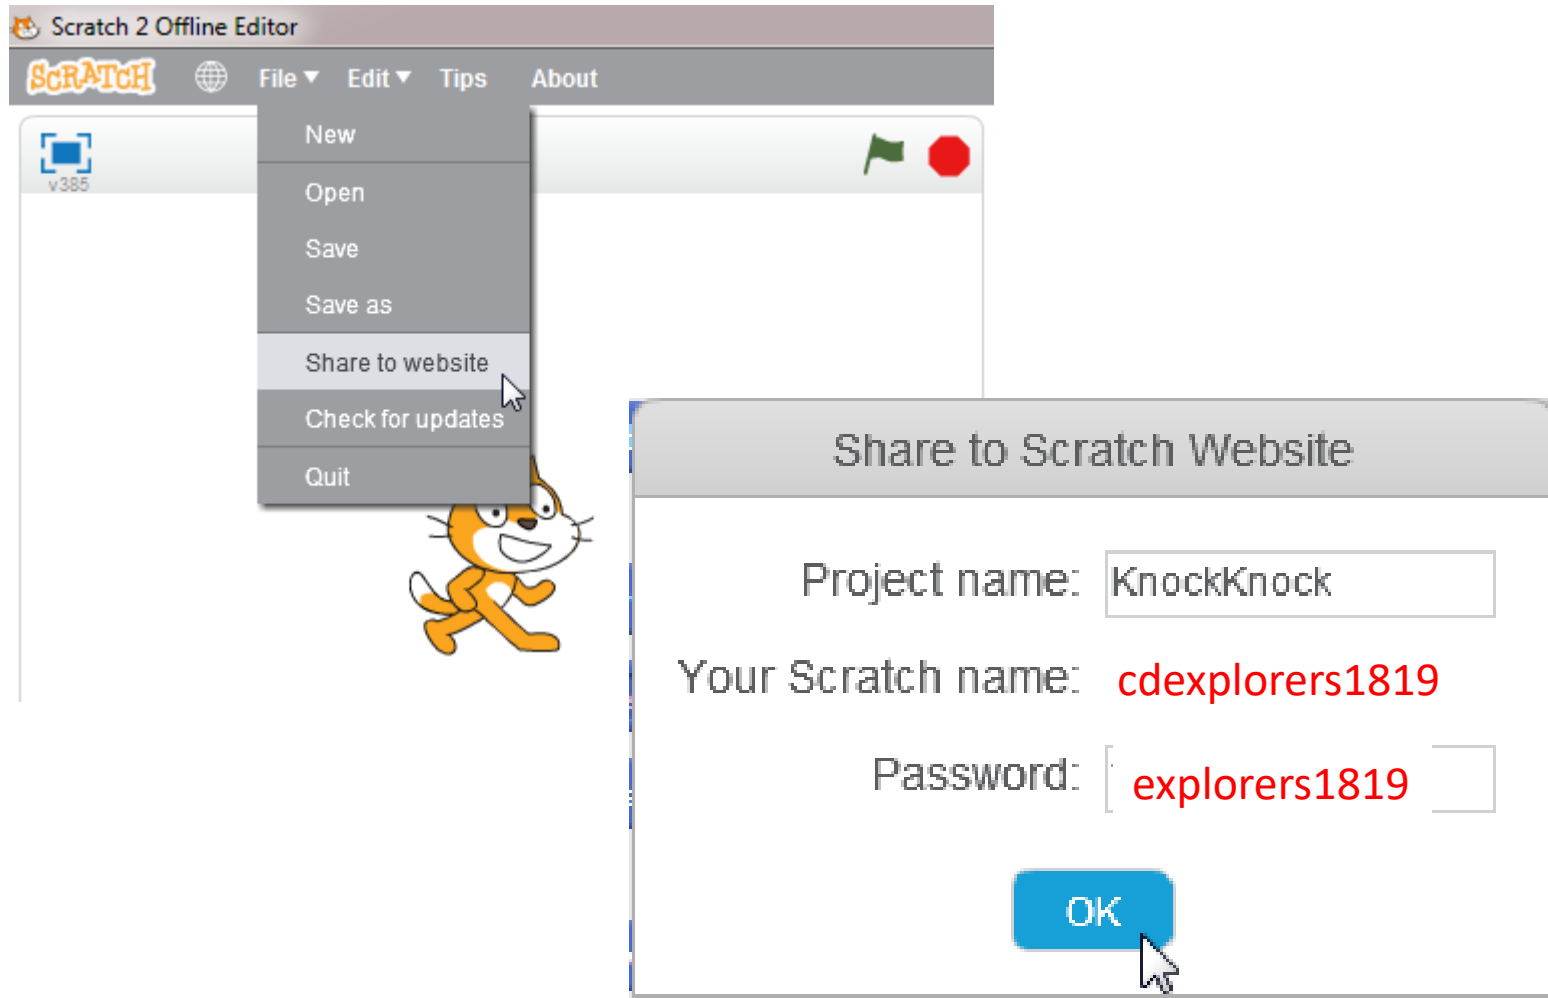 Scratch 2 Offline Editor
SCRATCH File Edit Tips About
v385
New
Open
Save
Save as
Share to website
Check for updates
Quit
Share to Scratch Website
Project name: KnockKnock
Your Scratch name: cdexplorers1819
Password: explorers1819
OK